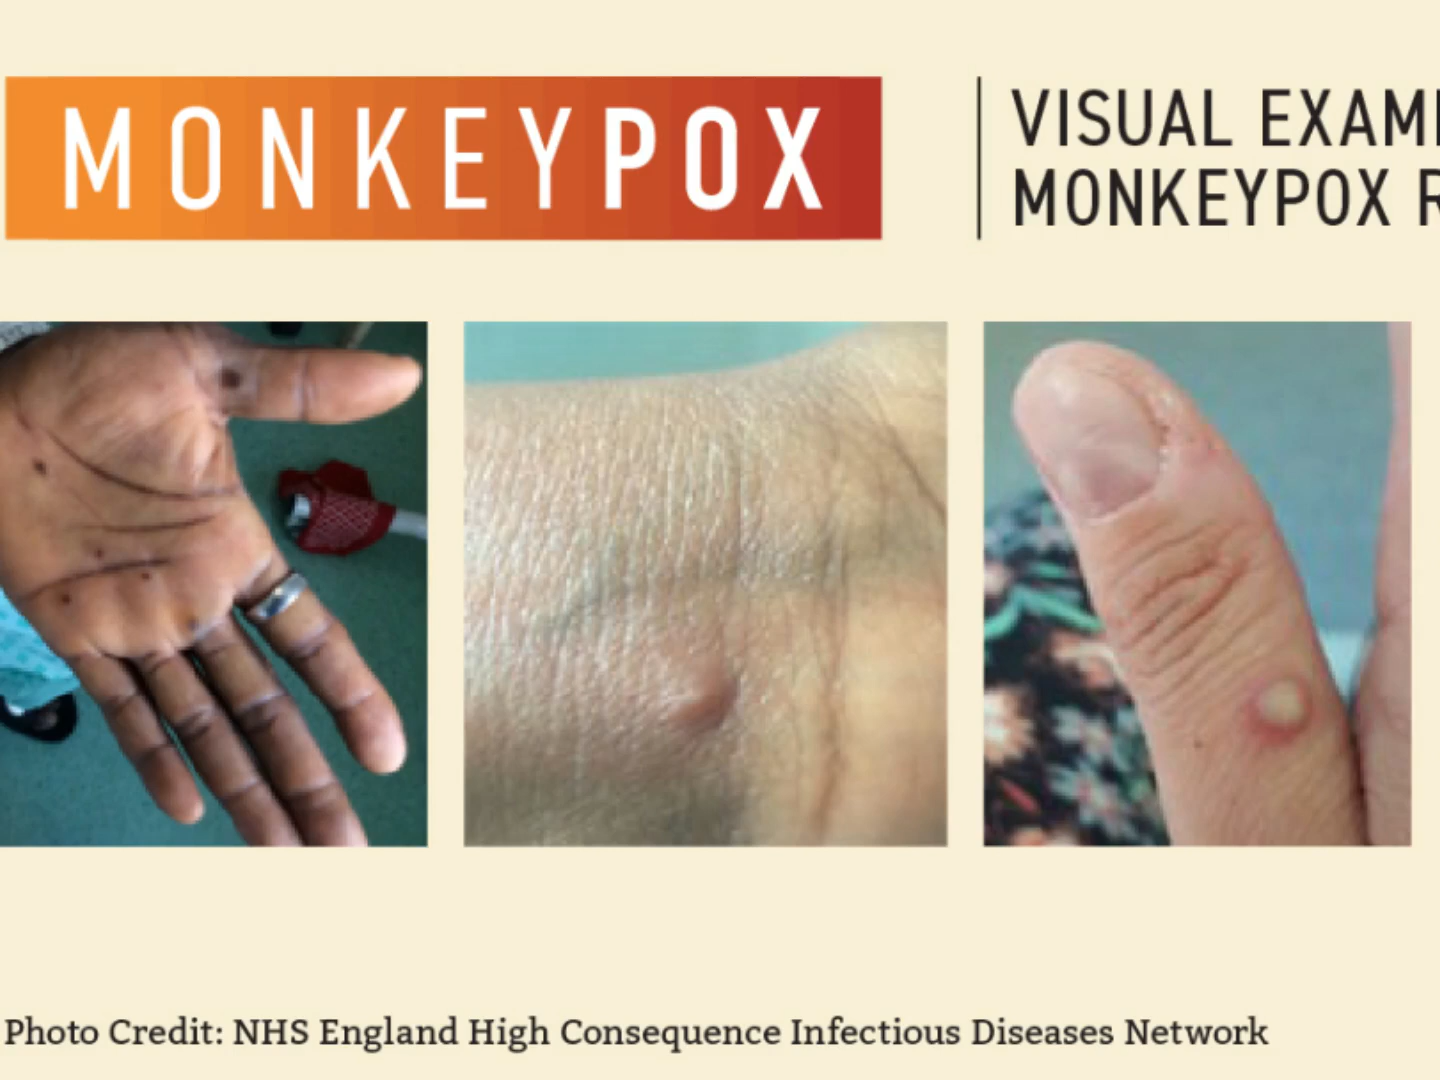 MONKEYPOX
VISUAL EXAM
MONKEYPOX R
Photo Credit: NHS England High Consequence Infectious Diseases Network